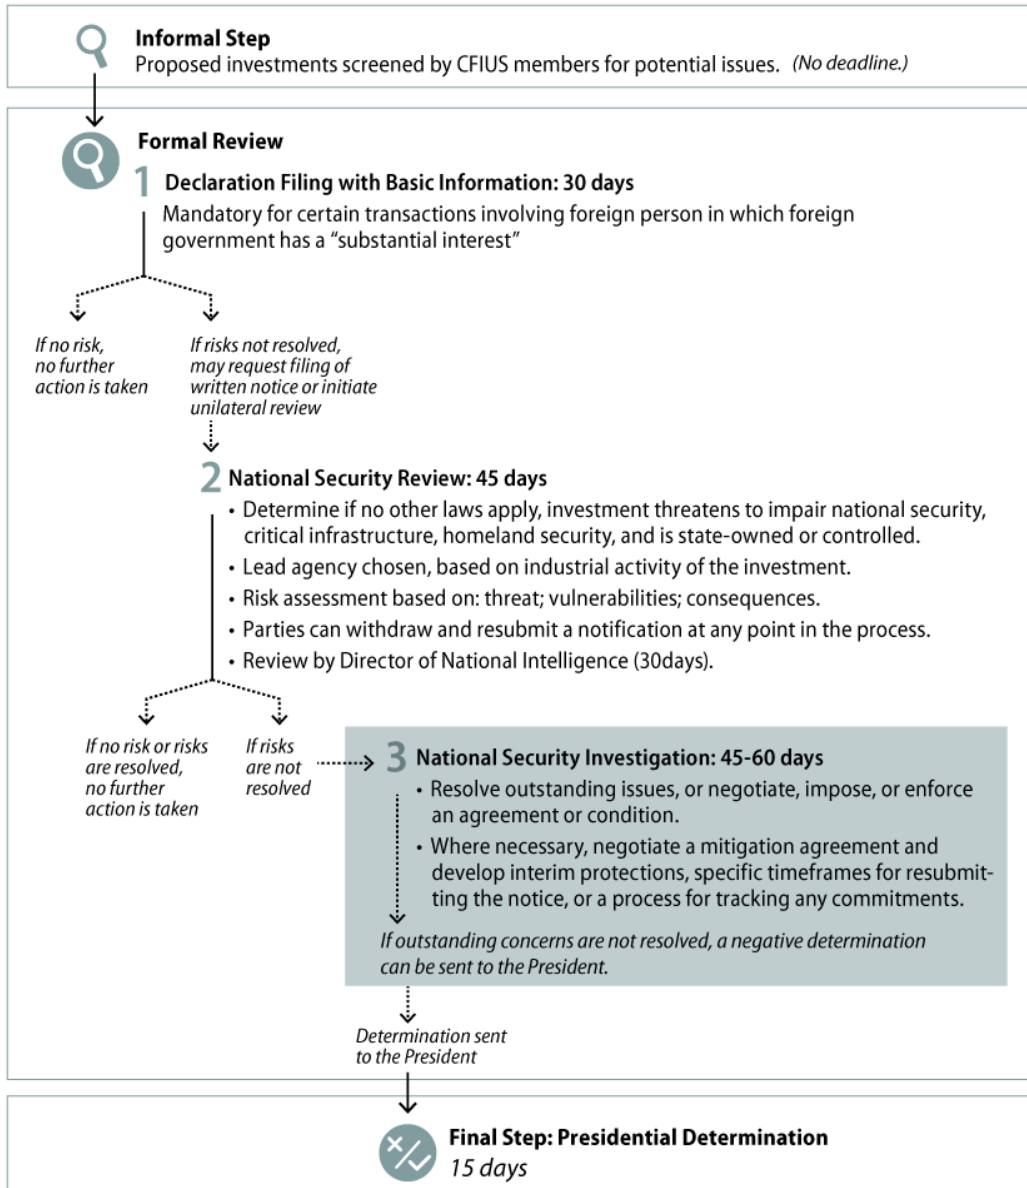 Informal Step
Proposed investments screened by CFIUS members for potential issues. (No deadline.)
Formal Review
1 Declaration Filing with Basic Information: 30 days
Mandatory for certain transactions involving foreign person in which foreign
government has a “substantial interest”
If no risk,
no further
action is taken
If risks not resolved,
may request filing of
written notice or initiate
unilateral review
2 National Security Review: 45 days
• Determine if no other laws apply, investment threatens to impair national security,
critical infrastructure, homeland security, and is state-owned or controlled.
• Lead agency chosen, based on industrial activity of the investment.
• Risk assessment based on: threat; vulnerabilities; consequences.
• Parties can withdraw and resubmit a notification at any point in the process.
• Review by Director of National Intelligence (30days).
If no risk or risks
are resolved,
no further
action is taken
If risks
are not
resolved
3 National Security Investigation: 45-60 days
• Resolve outstanding issues, or negotiate, impose, or enforce
an agreement or condition.
• Where necessary, negotiate a mitigation agreement and
develop interim protections, specific timeframes for resubmit-
ting the notice, or a process for tracking any commitments.
If outstanding concerns are not resolved, a negative determination
can be sent to the President.
Determination sent
to the President
Final Step: Presidential Determination
15 days